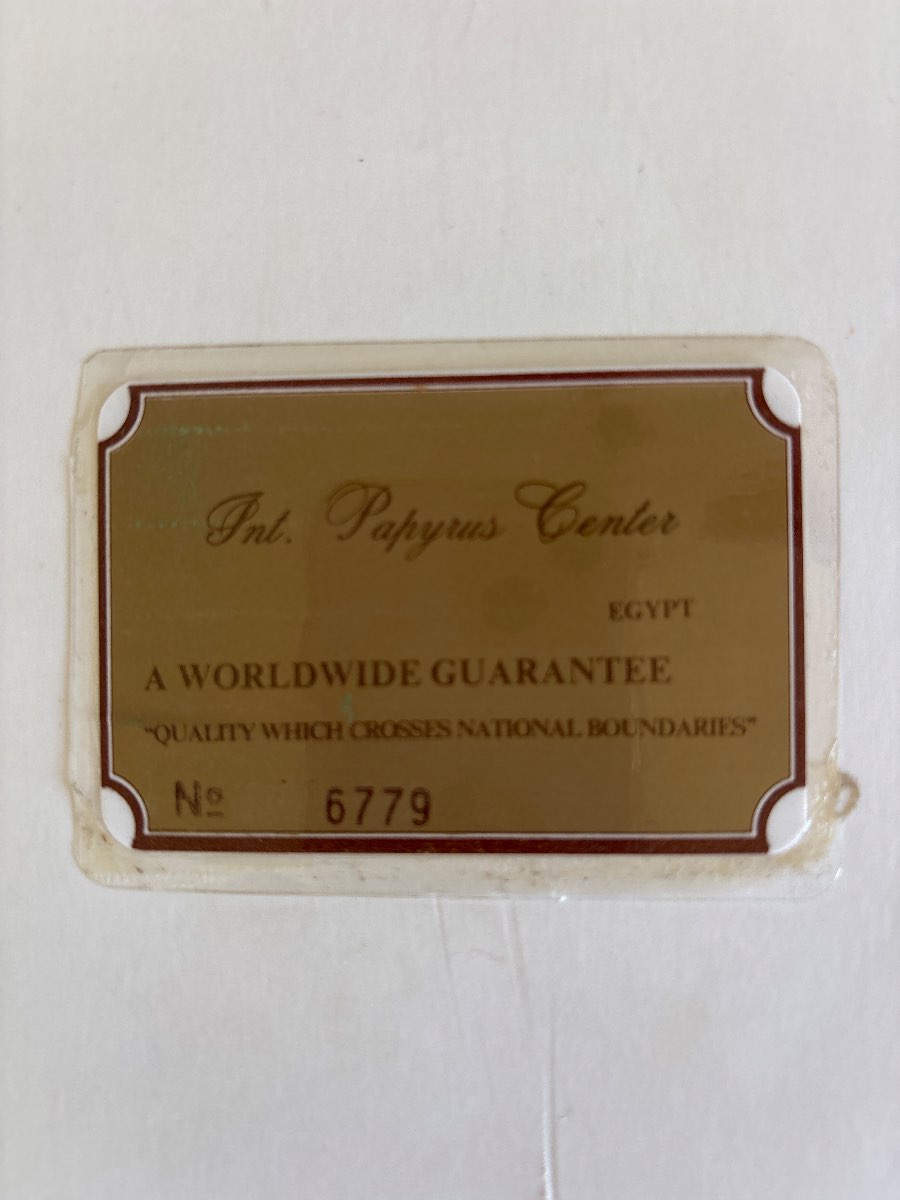 Int. Papyrus Center
EGYPT
A WORLDWIDE GUARANTEE
"QUALITY WHICH CROSSES NATIONAL BOUNDARIES"
Nº 6779